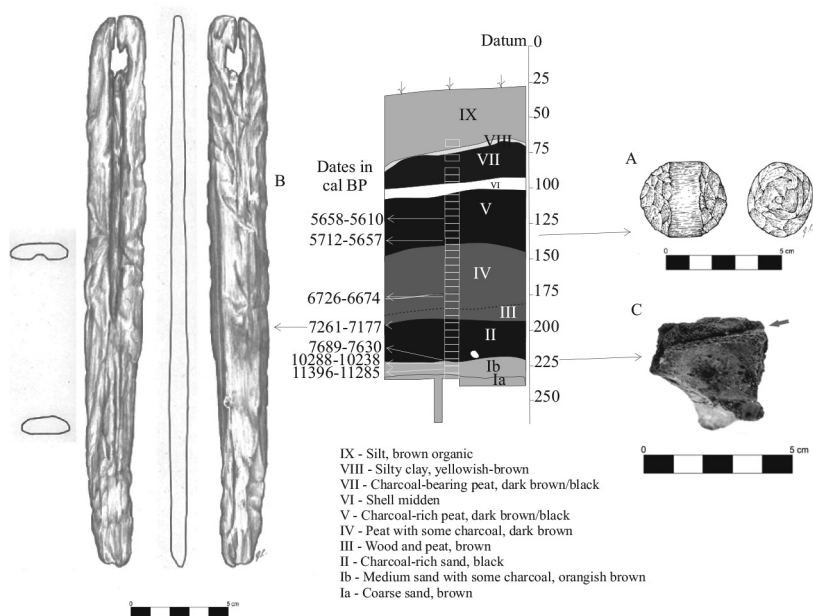 Datum
0
25
50
75
100
125
150
175
200
225
250
IX
VIII
VII
VI
V
IV
III
II
Ib
Ia
Dates in
cal BP
5658-5610
5712-5657
6726-6674
7261-7177
7689-7630
10288-10238
11396-11285
B
A
5 cm
C
5 cm
IX - Silt, brown organic
VIII - Silty clay, yellowish-brown
VII - Charcoal-bearing peat, dark brown/black
VI - Shell midden
V - Charcoal-rich peat, dark brown/black
IV - Peat with some charcoal, dark brown
III - Wood and peat, brown
II - Charcoal-rich sand, black
Ib - Medium sand with some charcoal, orangish brown
Ia - Coarse sand, brown
5 cm